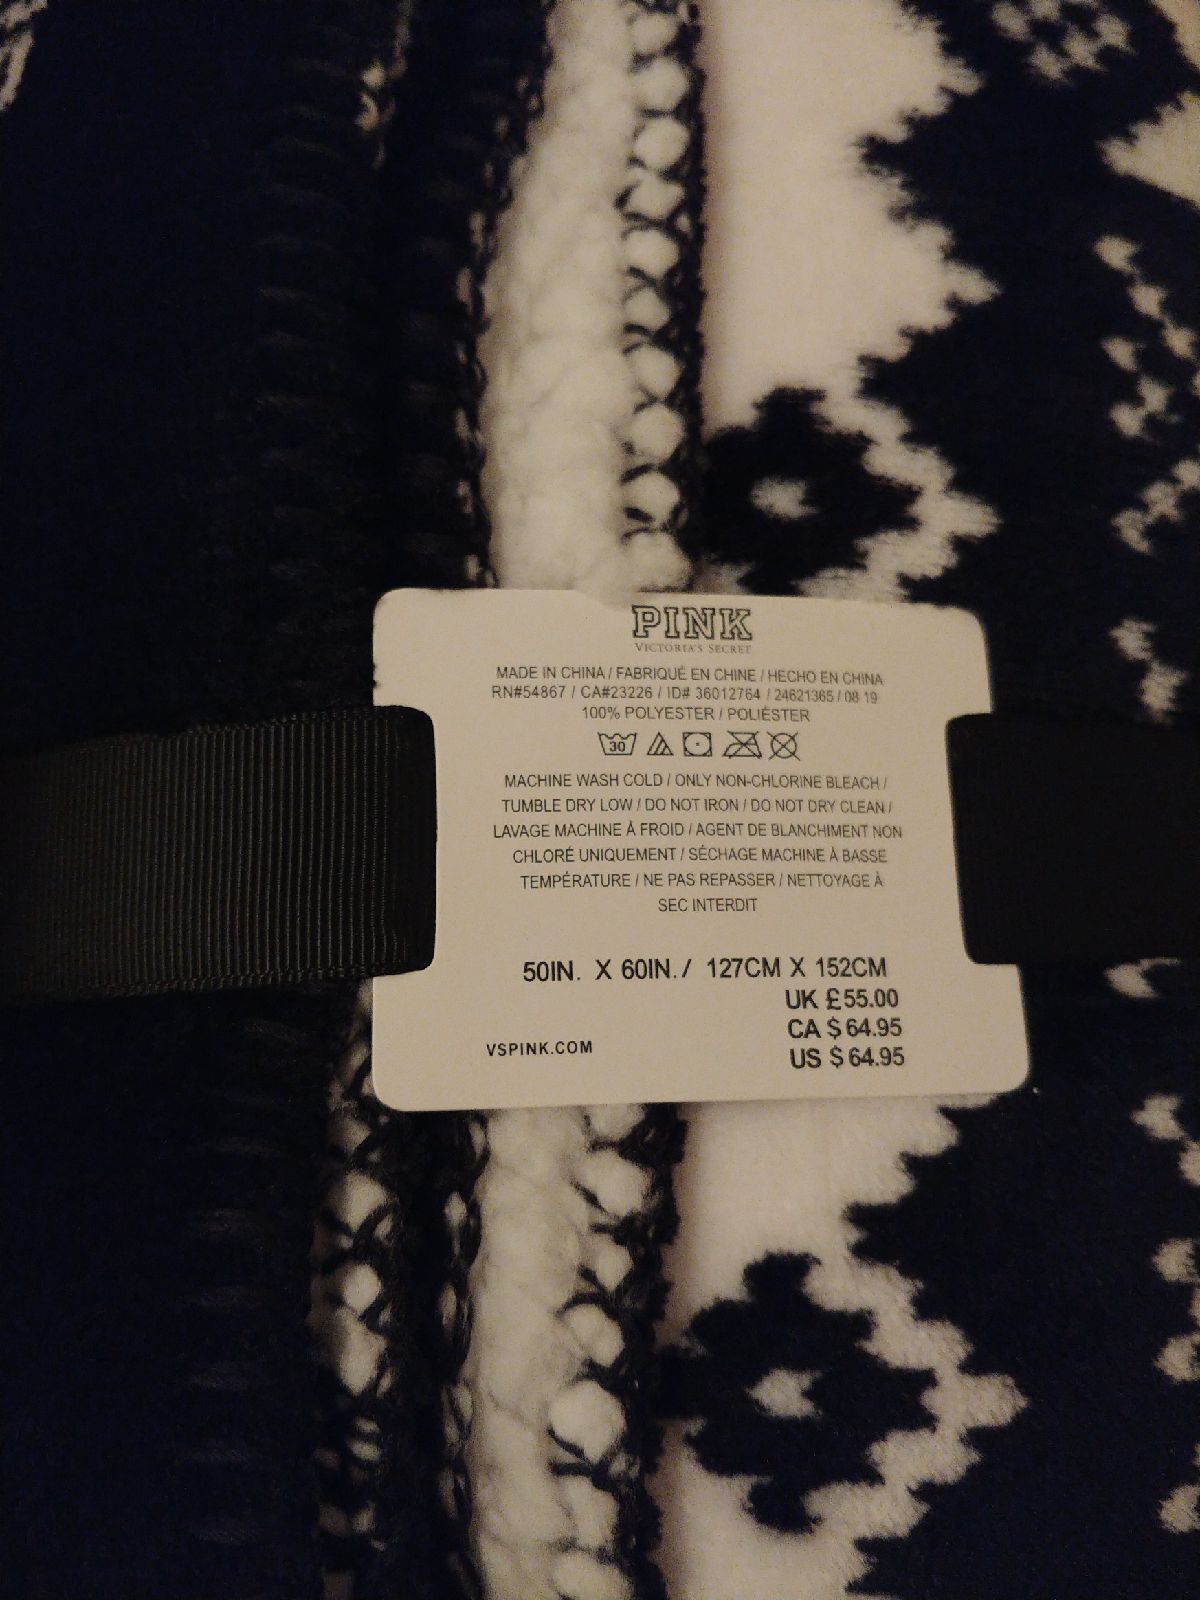 PINK
VICTORIA'S SECRET
MADE IN CHINA / FABRIQUÉ EN CHINE / HECHO EN CHINA
RN#54867 / CA#23226 / ID# 36012764 / 24621365 / 08 19
100% POLYESTER / POLIÉSTER
30
MACHINE WASH COLD / ONLY NON-CHLORINE BLEACH /
TUMBLE DRY LOW / DO NOT IRON / DO NOT DRY CLEAN /
LAVAGE MACHINE À FROID / AGENT DE BLANCHIMENT NON
CHLORÉ UNIQUEMENT / SÉCHAGE MACHINE À BASSE
TEMPÉRATURE / NE PAS REPASSER / NETTOYAGE À
SEC INTERDIT
50IN. X 60IN. / 127CM X 152CM
UK £55.00
CA $64.95
VSPINK.COM
US $64.95